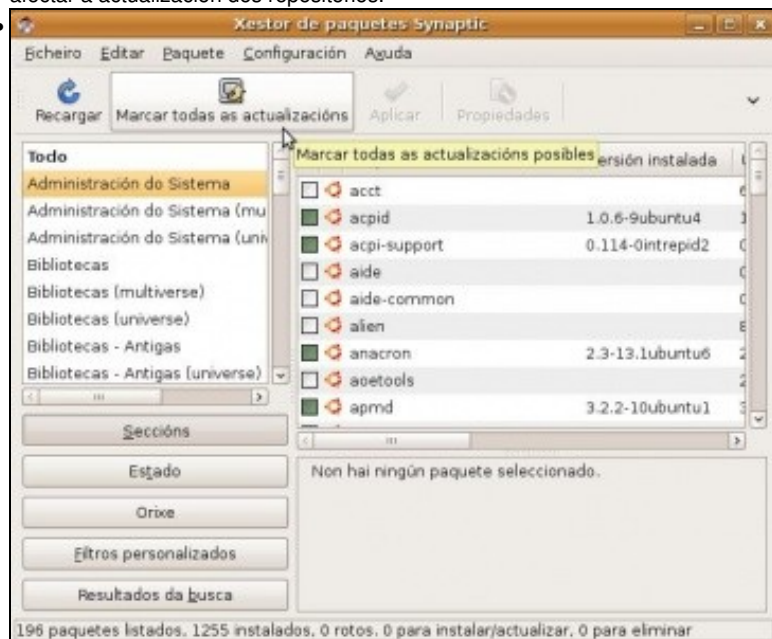 afectar a actualización dos repositorios.
Xestor de paquetes Synaptic
Ficheiro Editar Paquete Configuración Axuda
Recargar Marcar todas as actualizacións Aplicar Propiedades
Marcar todas as actualizacións posibles ersión instalada
Todo
Administración do Sistema
Administración do Sistema (mu
Administración do Sistema (univ
Bibliotecas
Bibliotecas (multiverse)
Bibliotecas (universe)
Bibliotecas - Antigas
Bibliotecas - Antigas (universe)
acct
acpid 1.0.6-9ubuntu4
acpi-support 0.114-0intrepid2
aide
aide-common
alien
anacron 2.3-13.1ubuntu6
aoetools
apmd 3.2.2-10ubuntu1
Seccións
Estado
Orixe
Filtros personalizados
Resultados da busca
Non hai ningún paquete seleccionado.
196 paquetes listados, 1255 instalados, 0 rotos, 0 para instalar/actualizar, 0 para eliminar